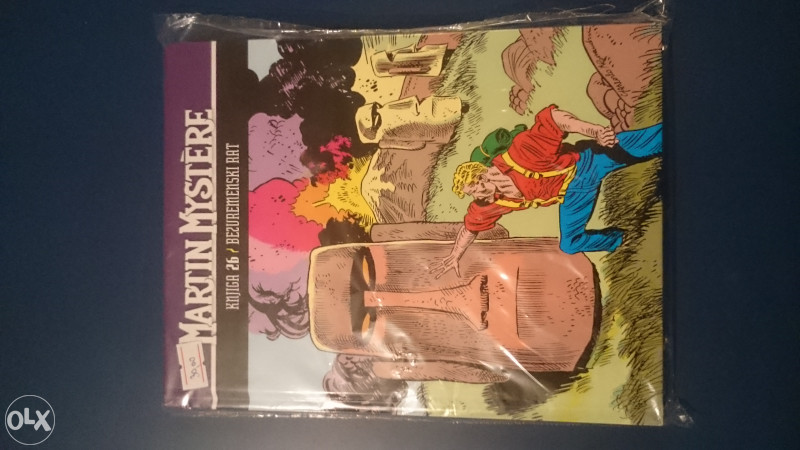 MARTIN MYSTÈRE
KNJIGA 26 / BEZVREMENSKI RAT
OLX